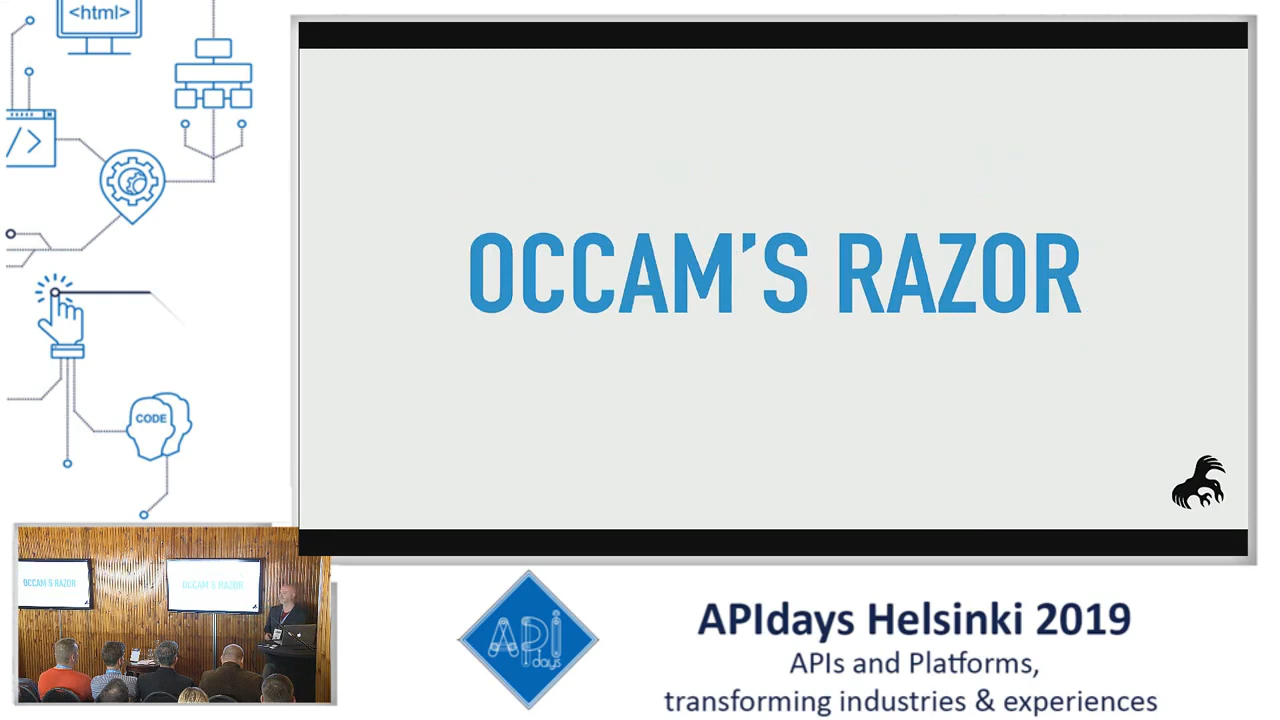 <html>
OCCAM'S RAZOR
</>
CODE
OCCAM'S RAZOR
OCCAM'S RAZOR
API
days
APIdays Helsinki 2019
APIs and Platforms,
transforming industries & experiences